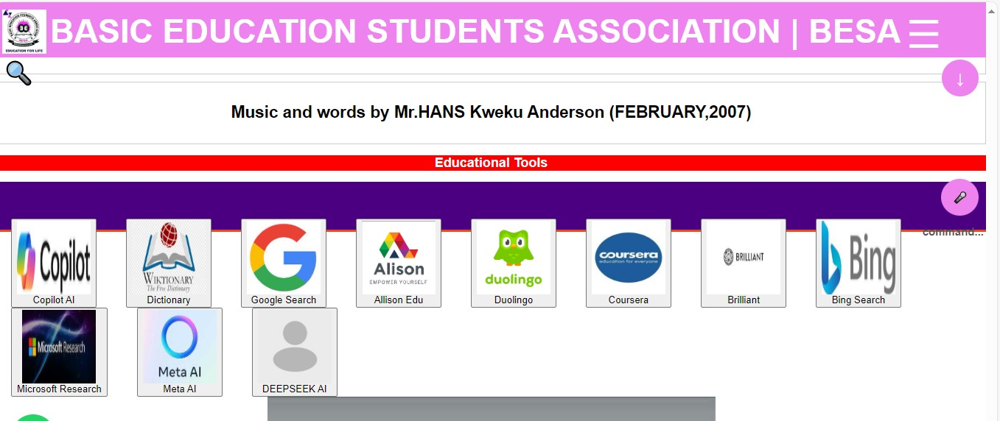 BASIC EDUCATION STUDENTS ASSOCIATION | BESA
EDUCATION FOR LIFE
Music and words by Mr.HANS Kweku Anderson (FEBRUARY,2007)
Educational Tools
command...
Copilot
Copilot AI
WIKTIONARY
The Free Dictionary
Dictionary
Google Search
Alison
EMPOWER YOURSELF
Allison Edu
duolingo
Duolingo
coursera
education for everyone
Coursera
BRILLIANT
Brilliant
Bing
Bing Search
Microsoft Research
Microsoft Research
Meta AI
Meta AI
DEEPSEEK AI